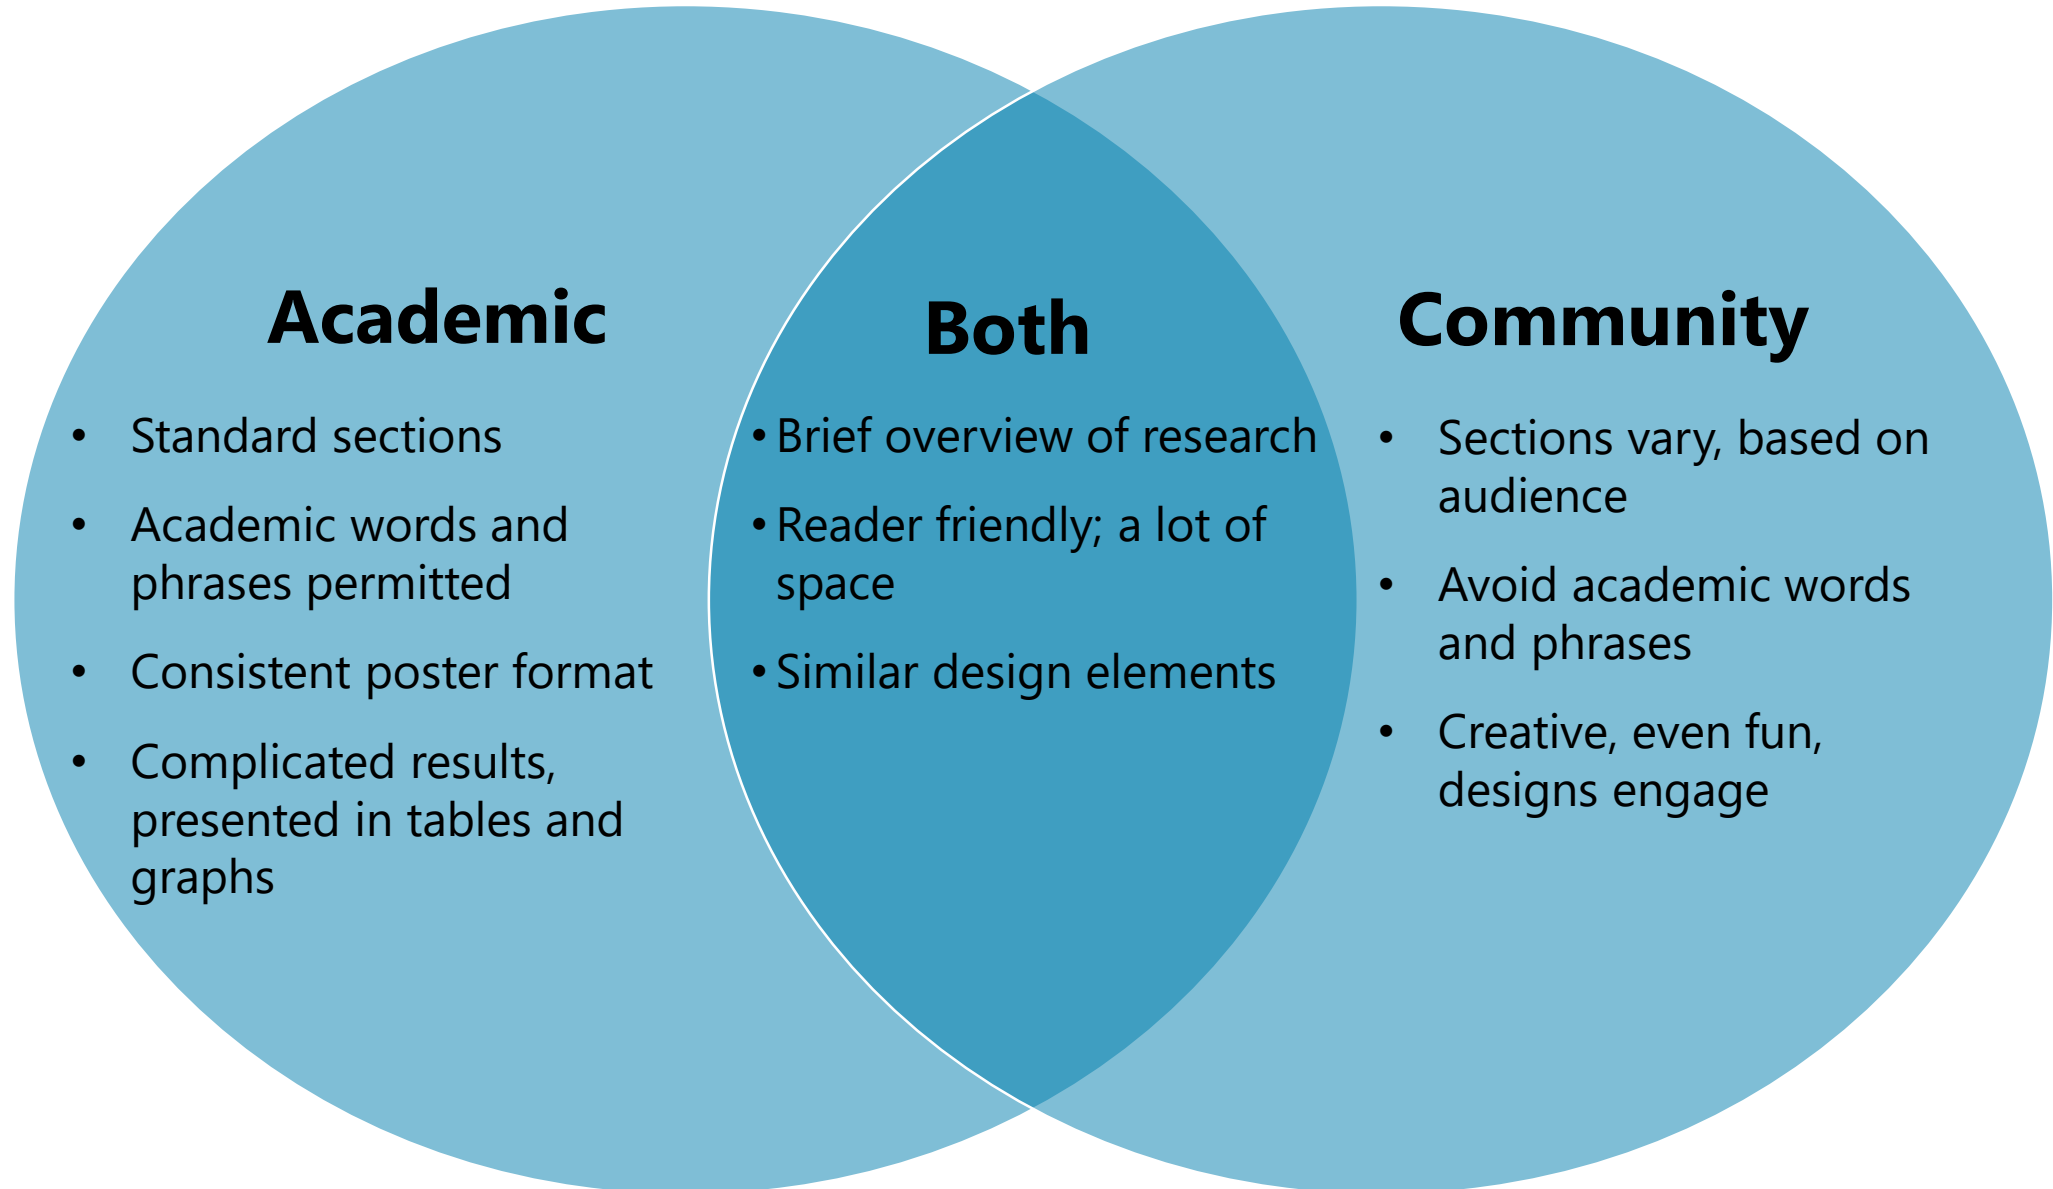 Academic
• Standard sections
• Academic words and
phrases permitted
• Consistent poster format
• Complicated results,
presented in tables and
graphs
Both
• Brief overview of research
• Reader friendly; a lot of
space
• Similar design elements
Community
• Sections vary, based on
audience
• Avoid academic words
and phrases
• Creative, even fun,
designs engage